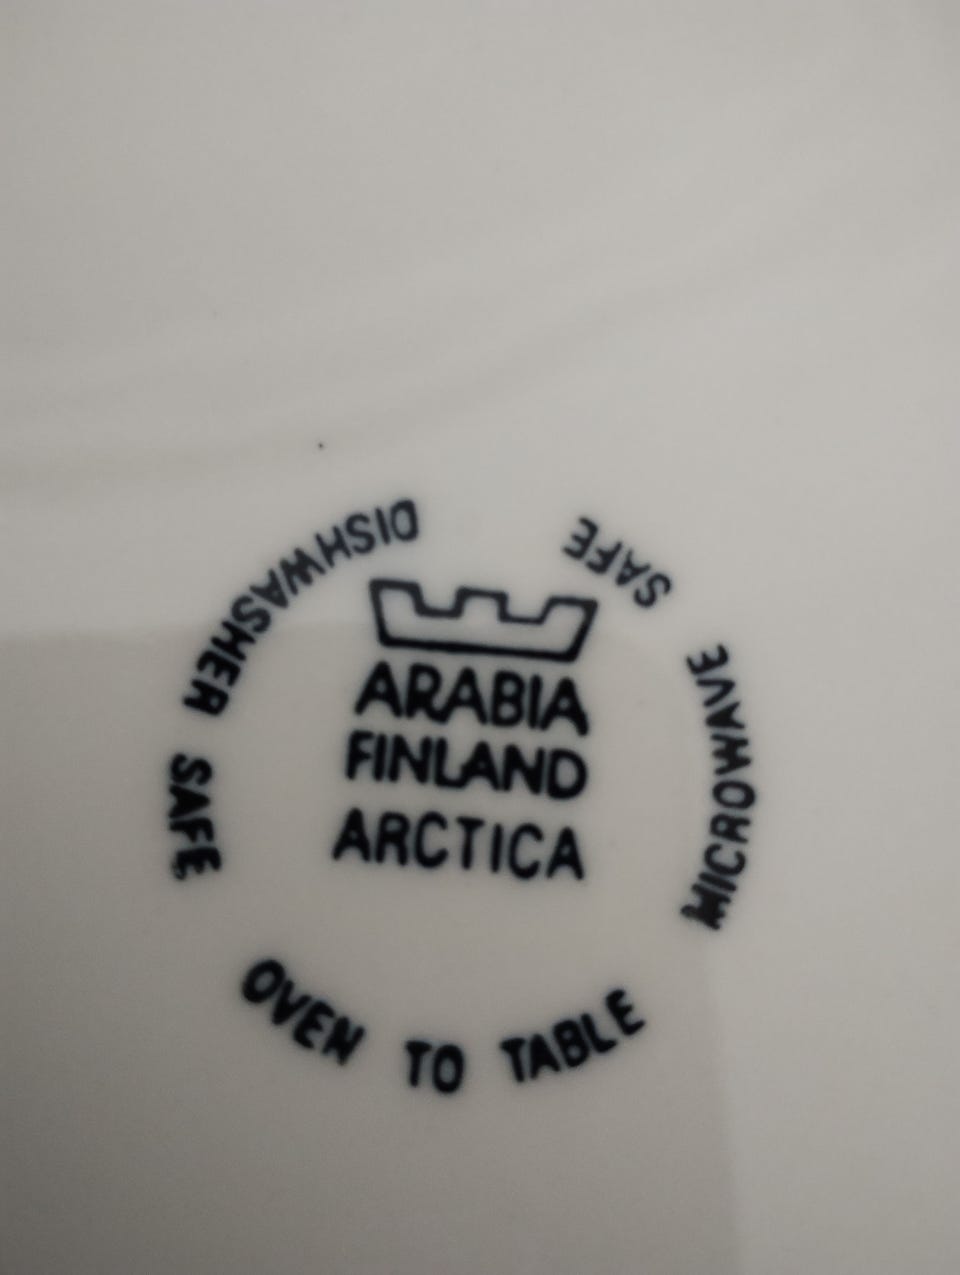 ARABIA
FINLAND
ARCTICA
DISHWASHER SAFE
OVEN TO TABLE
MICROWAVE SAFE